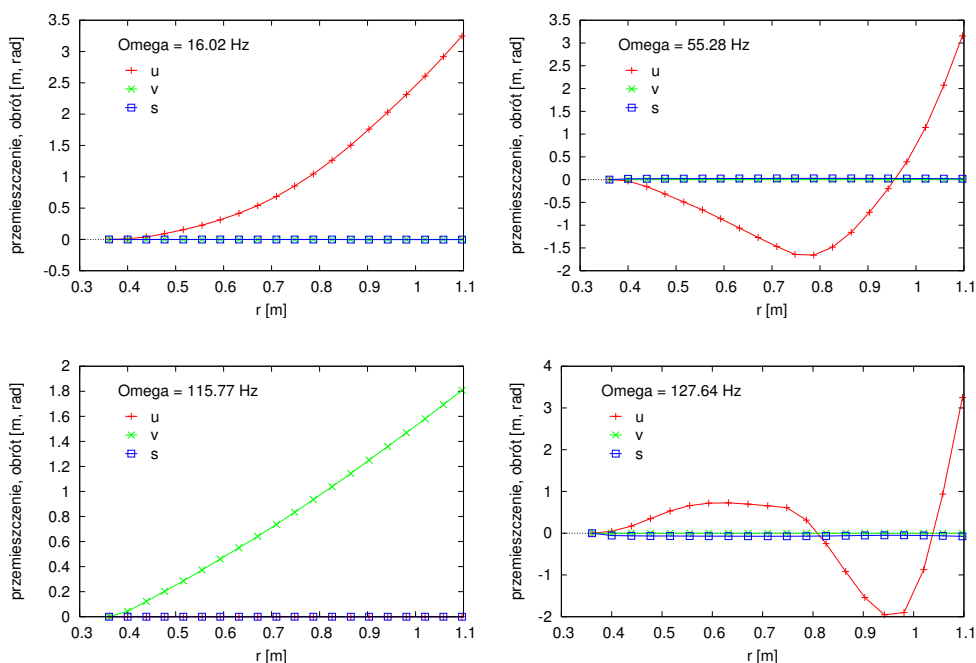 przemieszczenie, obrót [m, rad]
3.5
3
2.5
2
1.5
1
0.5
0
-0.5
Omega = 16.02 Hz
u
v
s
0.3 0.4 0.5 0.6 0.7 0.8 0.9 1 1.1
r [m]
przemieszczenie, obrót [m, rad]
3.5
3
2.5
2
1.5
1
0.5
0
-0.5
-1
-1.5
-2
Omega = 55.28 Hz
u
v
s
0.3 0.4 0.5 0.6 0.7 0.8 0.9 1 1.1
r [m]
przemieszczenie, obrót [m, rad]
2
1.8
1.6
1.4
1.2
1
0.8
0.6
0.4
0.2
0
Omega = 115.77 Hz
u
v
s
0.3 0.4 0.5 0.6 0.7 0.8 0.9 1 1.1
r [m]
przemieszczenie, obrót [m, rad]
4
3
2
1
0
-1
-2
Omega = 127.64 Hz
u
v
s
0.3 0.4 0.5 0.6 0.7 0.8 0.9 1 1.1
r [m]